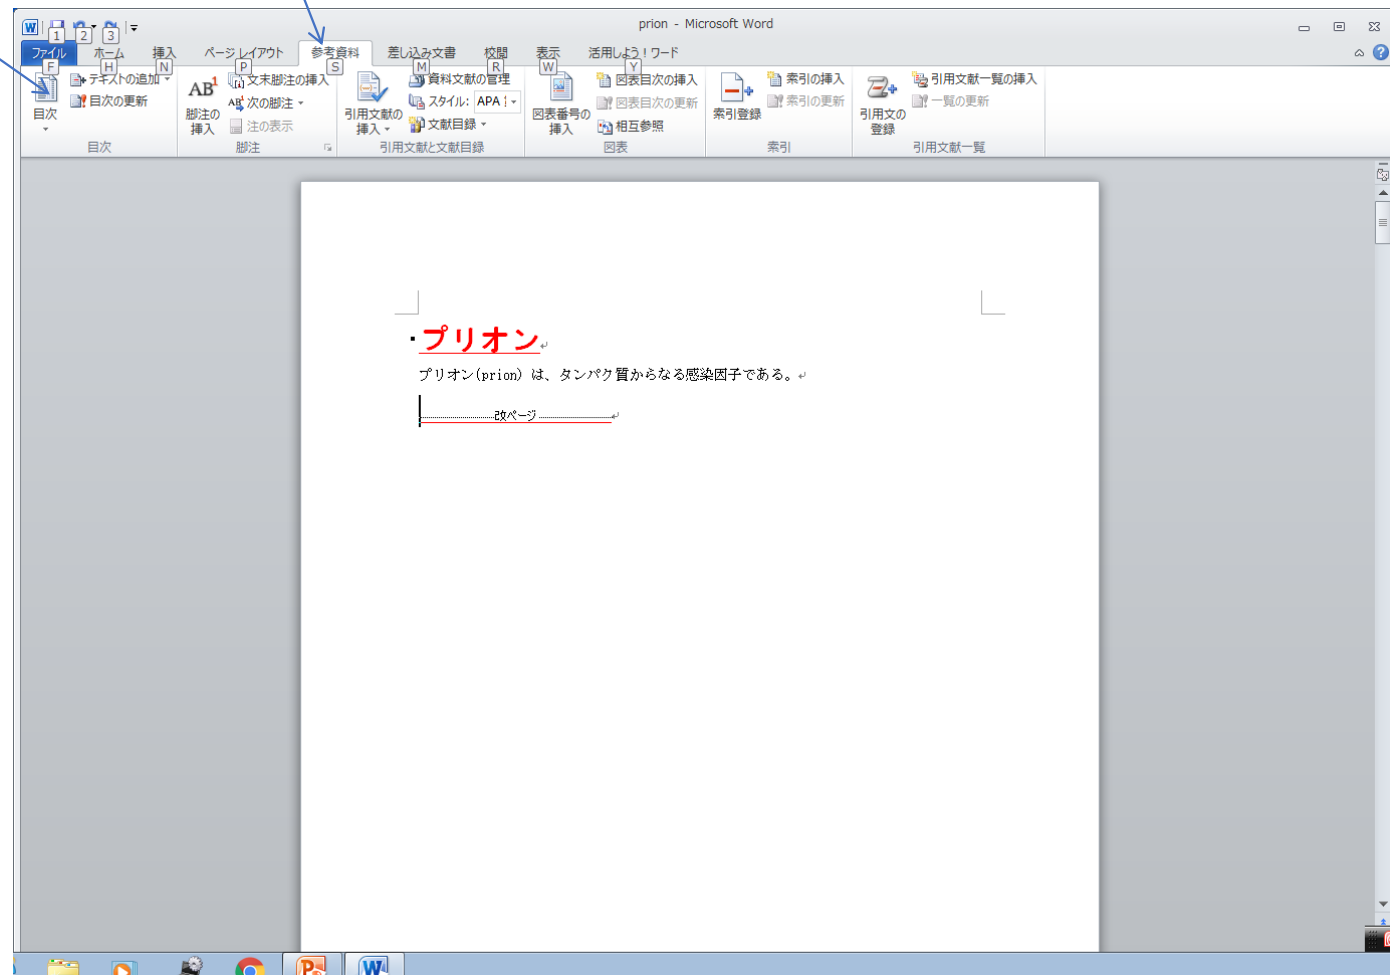 prion - Microsoft Word
1 2 3
ファイル ホーム 挿入 ページ レイアウト 参考資料 差し込み文書 校閲 表示 活用しよう！ワード
F H N P S M R W Y
目次
テキストの追加
目次の更新
目次
AB1
脚注の
挿入
文末脚注の挿入
AB1 次の脚注
注の表示
脚注
引用文献の
挿入
資料文献の管理
スタイル: APA
文献目録
引用文献と文献目録
図表番号の
挿入
図表目次の挿入
図表目次の更新
相互参照
図表
索引登録
索引の挿入
索引の更新
索引
引用文の
登録
引用文献一覧の挿入
一覧の更新
引用文献一覧
プリオン
プリオン(prion) は、タンパク質からなる感染因子である。
改ページ